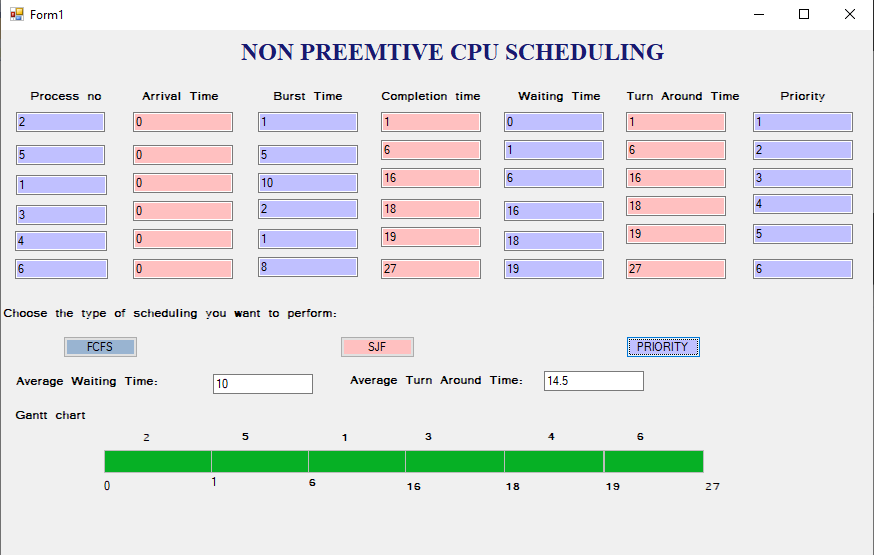 Form1
NON PREEMTIVE CPU SCHEDULING
Process no Arrival Time Burst Time Completion time Waiting Time Turn Around Time Priority
2 0 1 1 0 1 1
5 0 5 6 1 6 2
1 0 10 16 6 16 3
3 0 2 18 16 18 4
4 0 1 19 18 19 5
6 0 8 27 19 27 6
Choose the type of scheduling you want to perform:
FCFS SJF PRIORITY
Average Waiting Time: 10 Average Turn Around Time: 14.5
Gantt chart
2 5 1 3 4 6
0 1 6 16 18 19 27